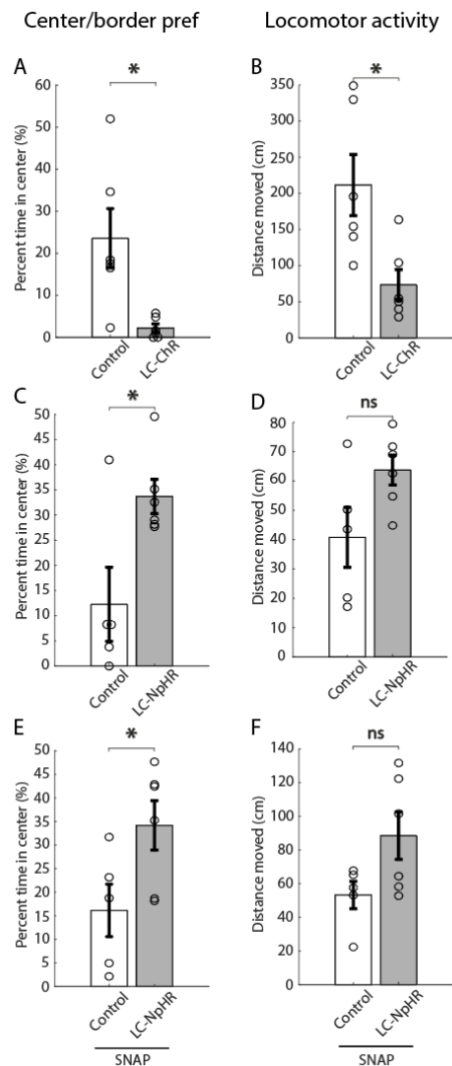 Center/border pref
Locomotor activity
A
*
Percent time in center (%)
60
50
40
30
20
10
0
Control
LC-ChR
B
*
Distance moved (cm)
350
300
250
200
150
100
50
0
Control
LC-ChR
C
*
Percent time in center (%)
50
45
40
35
30
25
20
15
10
5
0
Control
LC-NpHR
D
ns
Distance moved (cm)
80
70
60
50
40
30
20
10
0
Control
LC-NpHR
E
*
Percent time in center (%)
50
45
40
35
30
25
20
15
10
5
0
Control
LC-NpHR
SNAP
F
ns
Distance moved (cm)
140
120
100
80
60
40
20
0
Control
LC-NpHR
SNAP